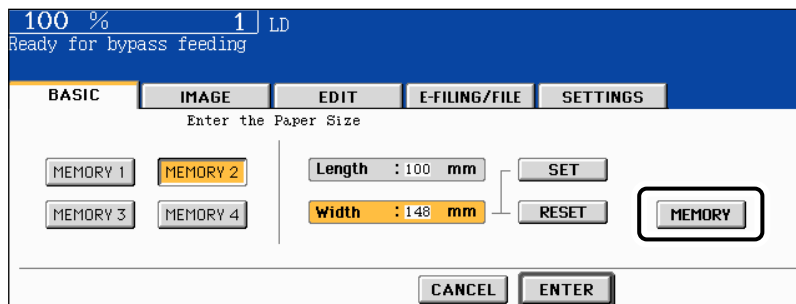 100 % 1 LD
Ready for bypass feeding
BASIC IMAGE EDIT E-FILING/FILE SETTINGS
Enter the Paper Size
MEMORY 1 MEMORY 2 Length : 100 mm SET
MEMORY 3 MEMORY 4 Width : 148 mm RESET MEMORY
CANCEL ENTER